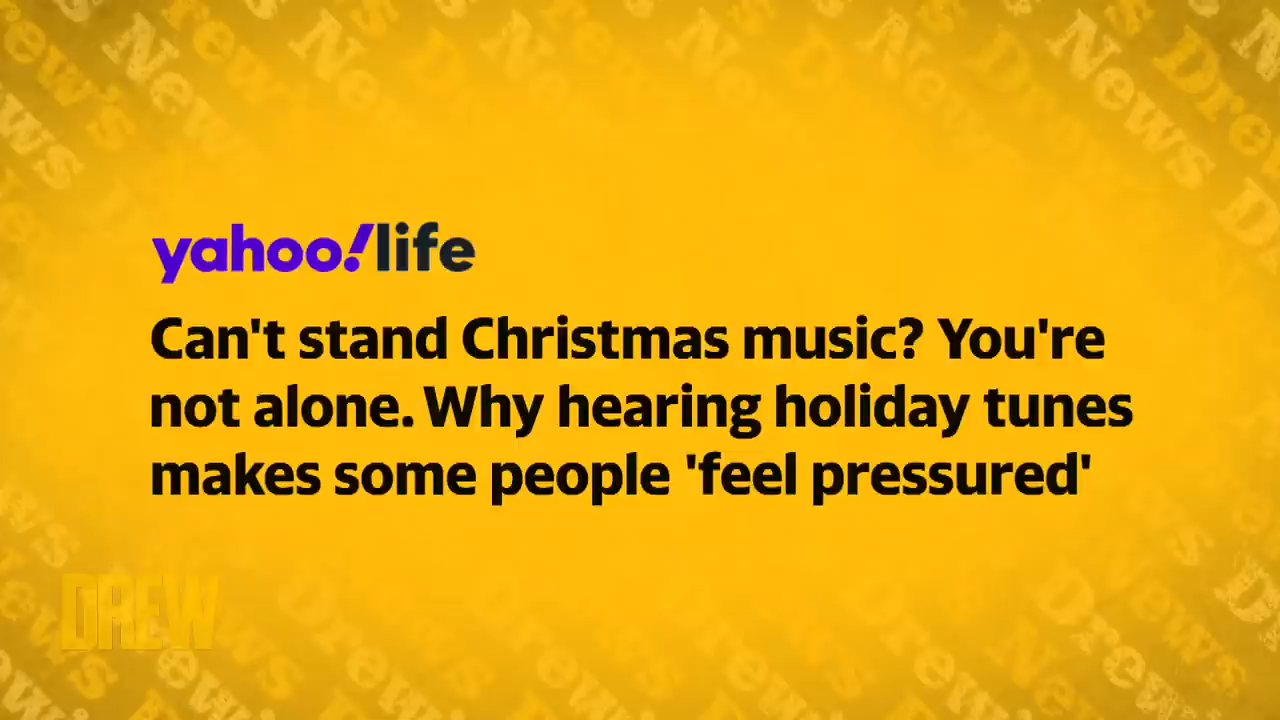 yahoo!life
Can't stand Christmas music? You're
not alone. Why hearing holiday tunes
makes some people 'feel pressured'
DREW